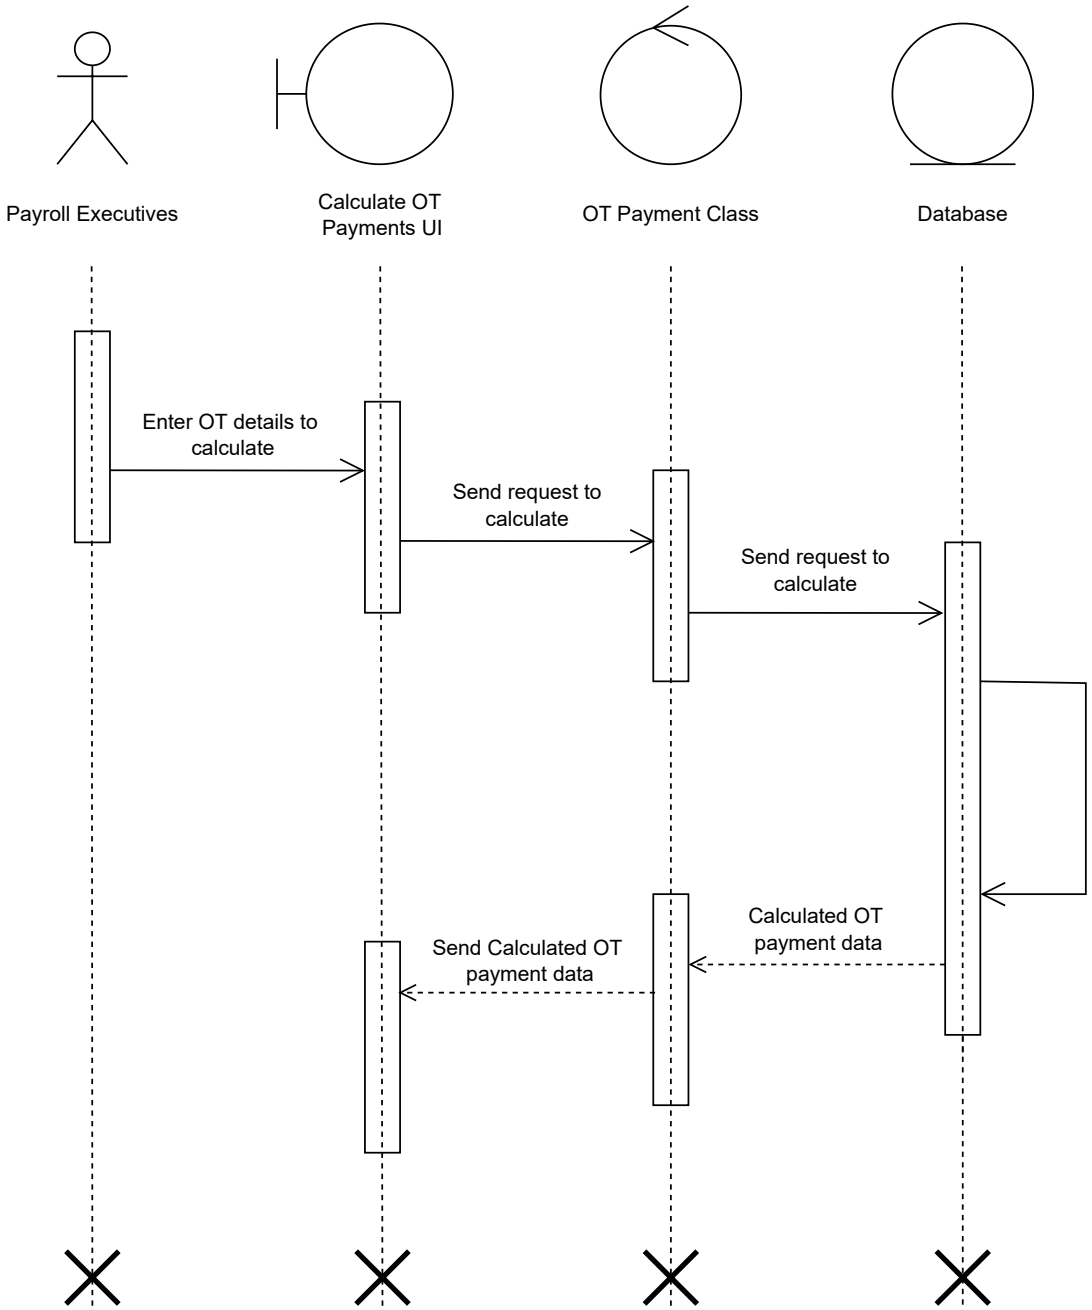 Payroll Executives
Calculate OT
Payments UI
OT Payment Class
Database
Enter OT details to
calculate
Send request to
calculate
Send request to
calculate
Calculated OT
payment data
Send Calculated OT
payment data